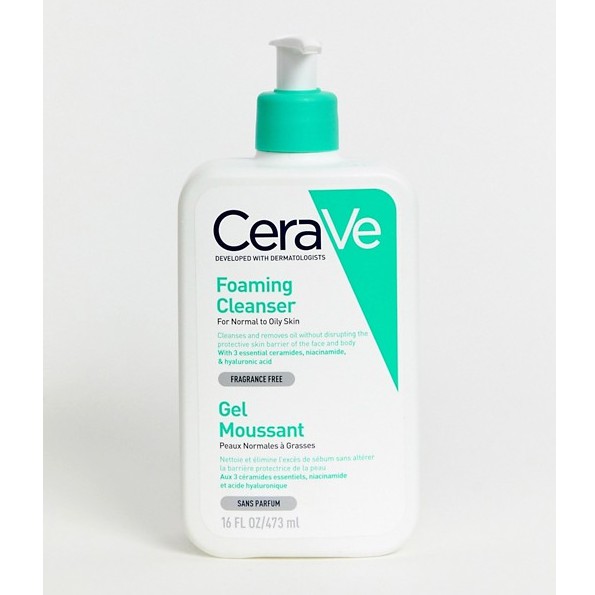 CeraVe
DEVELOPED WITH DERMATOLOGISTS
Foaming
Cleanser
For Normal to Oily Skin
Cleanses and removes oil without disrupting the
protective skin barrier of the face and body
With 3 essential ceramides, niacinamide,
& hyaluronic acid
FRAGRANCE FREE
Gel
Moussant
Peaux Normales à Grasses
Nettoie et élimine l'excès de sébum sans altérer
la barrière protectrice de la peau
Aux 3 céramides essentiels, niacinamide
et acide hyaluronique
SANS PARFUM
16 FL OZ/473 ml